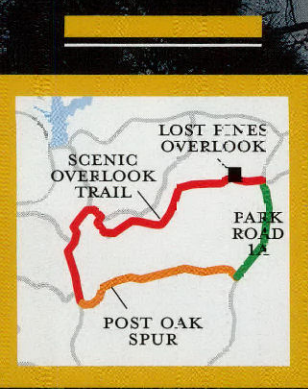 LOST PINES
OVERLOOK
SCENIC
OVERLOOK
TRAIL
PARK
ROAD
1A
POST OAK
SPUR